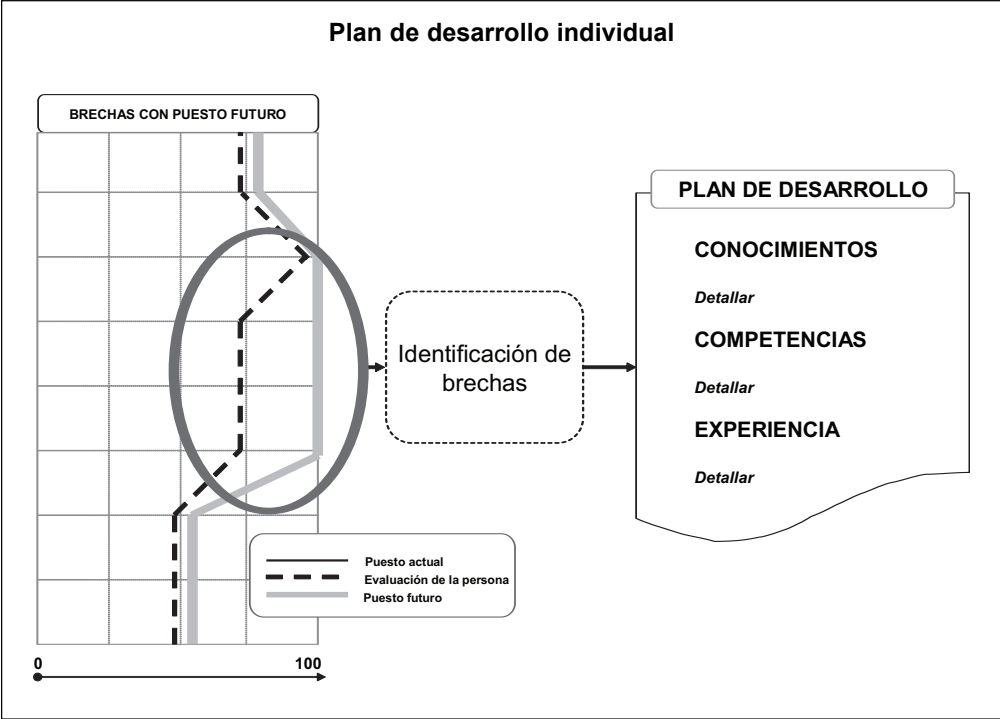 Plan de desarrollo individual
BRECHAS CON PUESTO FUTURO
PLAN DE DESARROLLO
CONOCIMIENTOS
Detallar
COMPETENCIAS
Detallar
EXPERIENCIA
Detallar
Identificación de
brechas
Puesto actual
Evaluación de la persona
Puesto futuro
0
100